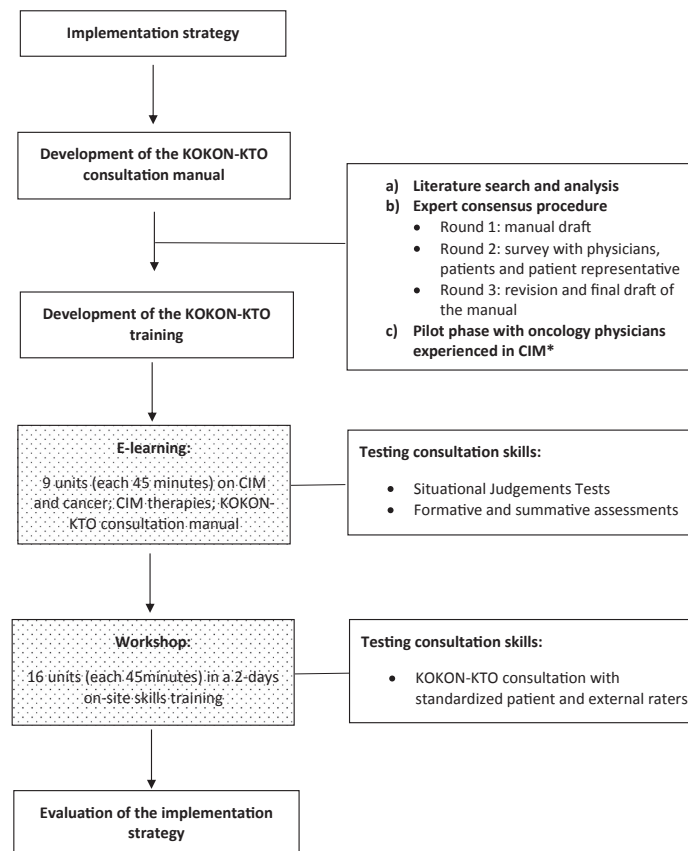 Implementation strategy
Development of the KOKON-KTO
consultation manual
a) Literature search and analysis
b) Expert consensus procedure
• Round 1: manual draft
• Round 2: survey with physicians,
patients and patient representative
• Round 3: revision and final draft of
the manual
c) Pilot phase with oncology physicians
experienced in CIM*
Development of the KOKON-KTO
training
E-learning:
9 units (each 45 minutes) on CIM
and cancer; CIM therapies; KOKON-
KTO consultation manual
Testing consultation skills:
• Situational Judgements Tests
• Formative and summative assessments
Workshop:
16 units (each 45minutes) in a 2-days
on-site skills training
Testing consultation skills:
• KOKON-KTO consultation with
standardized patient and external raters
Evaluation of the implementation
strategy